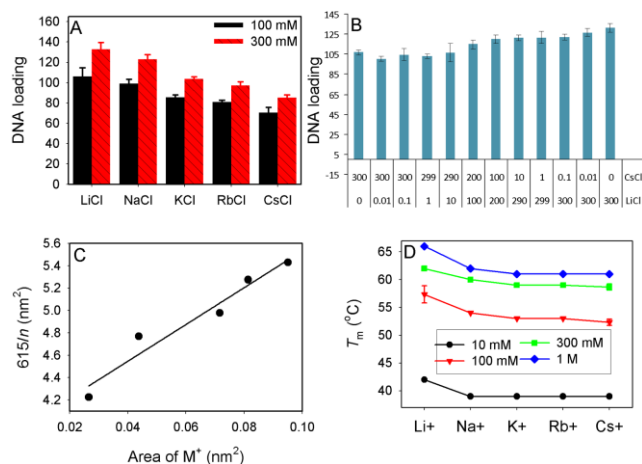 A
100 mM
300 mM
DNA loading
160
140
120
100
80
60
40
20
0
LiCl NaCl KCl RbCl CsCl
B
DNA loading
145
125
105
85
65
45
25
5
-15
300 300 300 299 290 200 100 10 1 0.1 0.01 0 CsCl
0 0.01 0.1 1 10 100 200 290 299 300 300 300 LiCl
C
615/n (nm²)
5.6
5.4
5.2
5.0
4.8
4.6
4.4
4.2
0.02 0.04 0.06 0.08 0.10
Area of M⁺ (nm²)
D
Tm (°C)
65
60
55
50
45
40
10 mM 300 mM
100 mM 1 M
Li+ Na+ K+ Rb+ Cs+